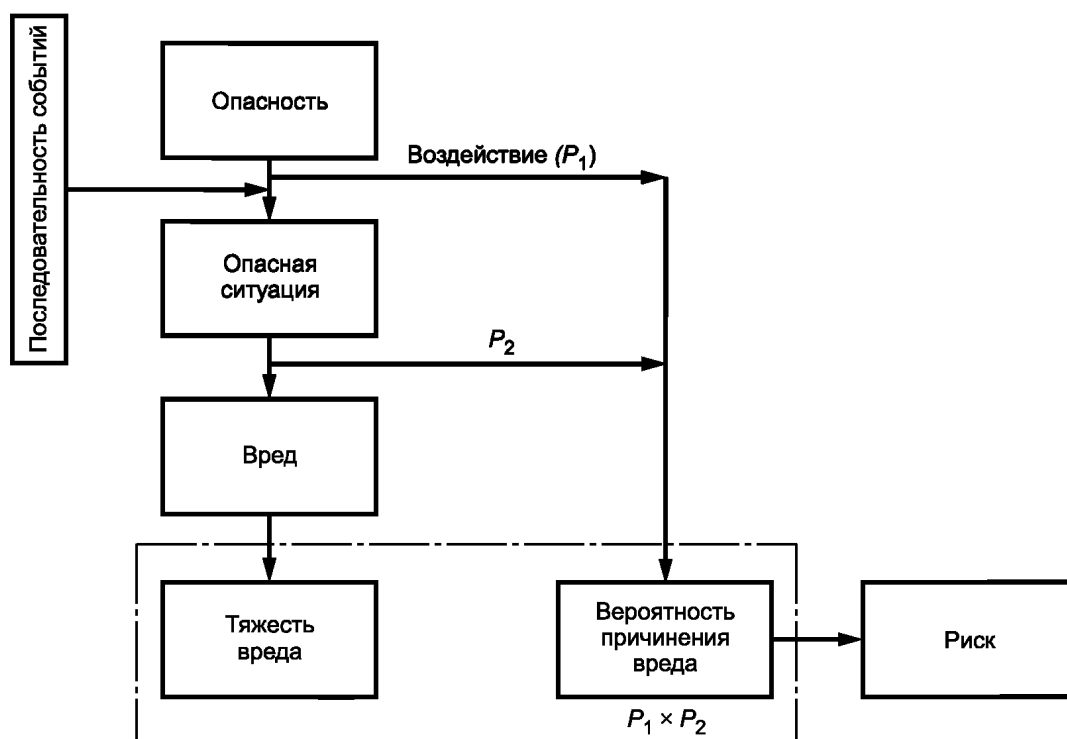 Последовательность событий
Опасность
Воздействие (P₁)
Опасная
ситуация
P₂
Вред
Тяжесть
вреда
Вероятность
причинения
вреда
Риск
P₁ × P₂